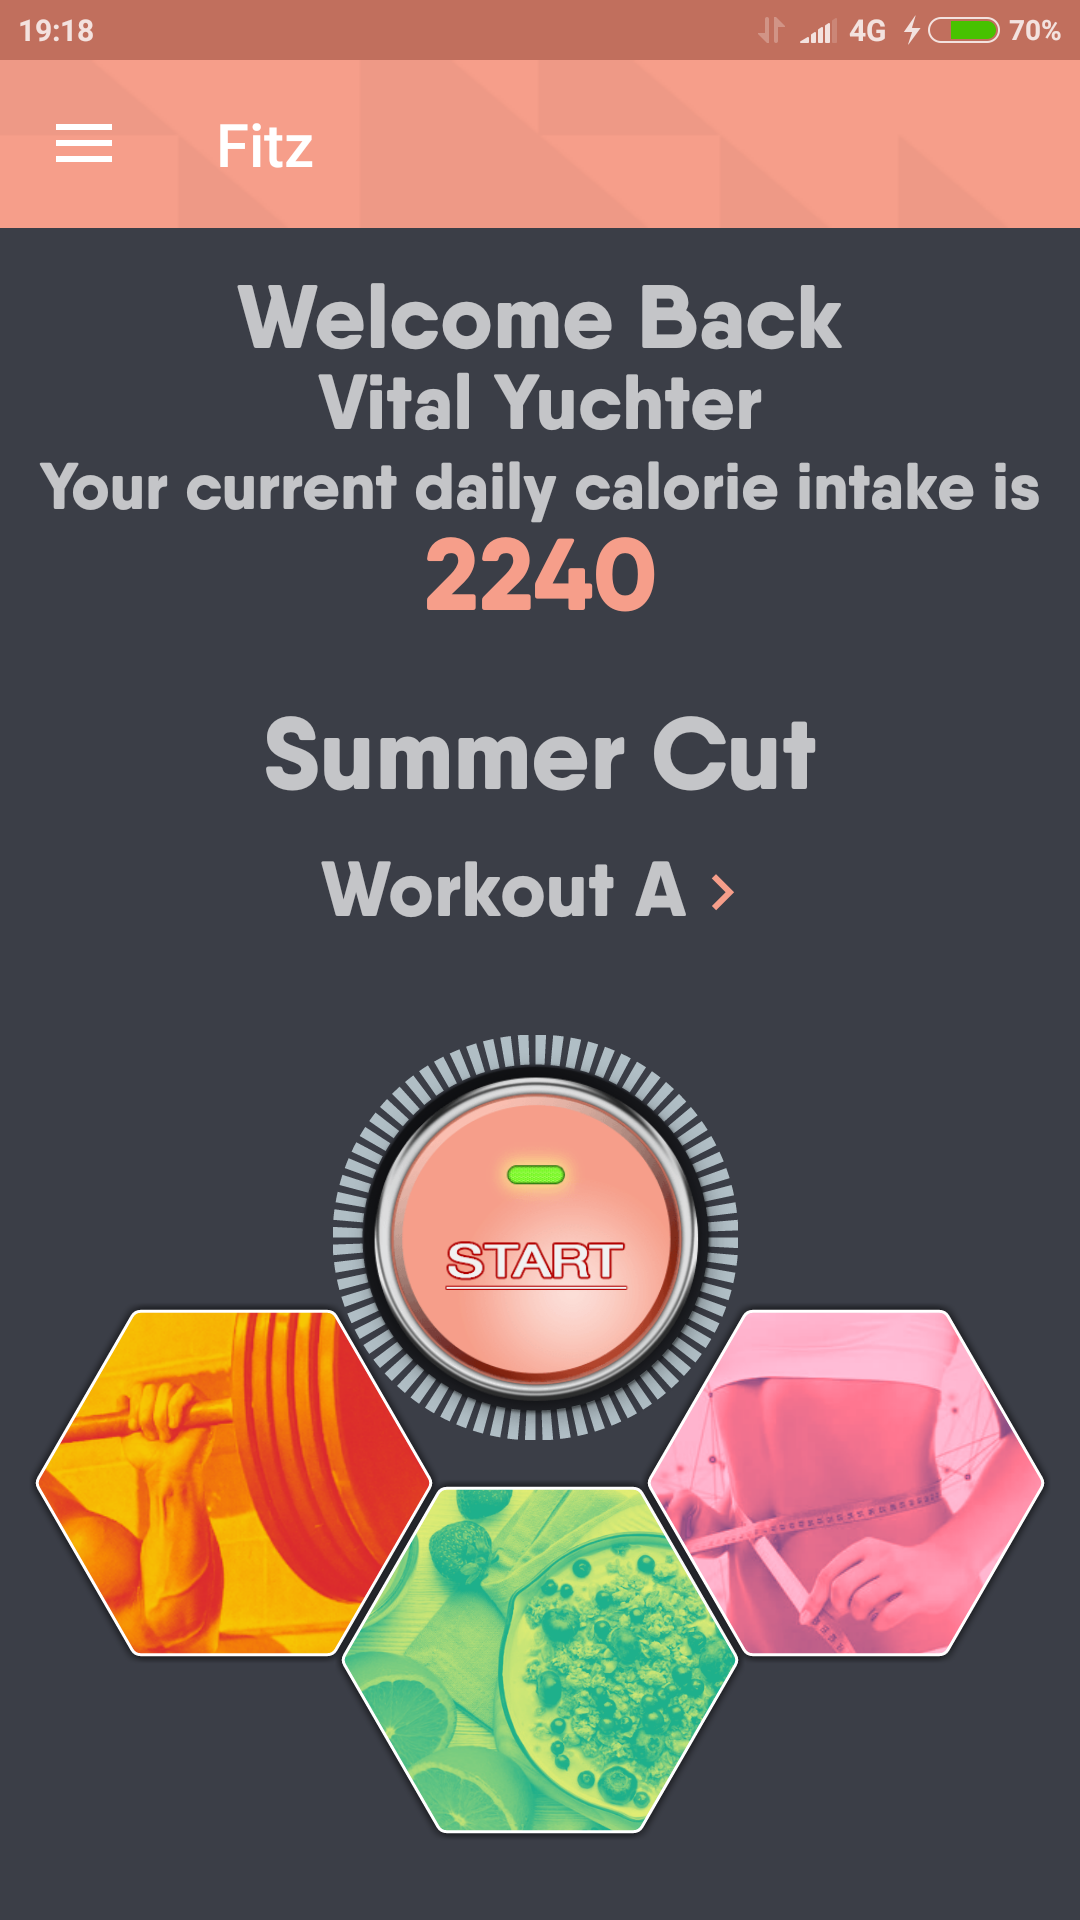 19:18 4G 70%
Fitz
Welcome Back
Vital Yuchter
Your current daily calorie intake is
2240
Summer Cut
Workout A >
START